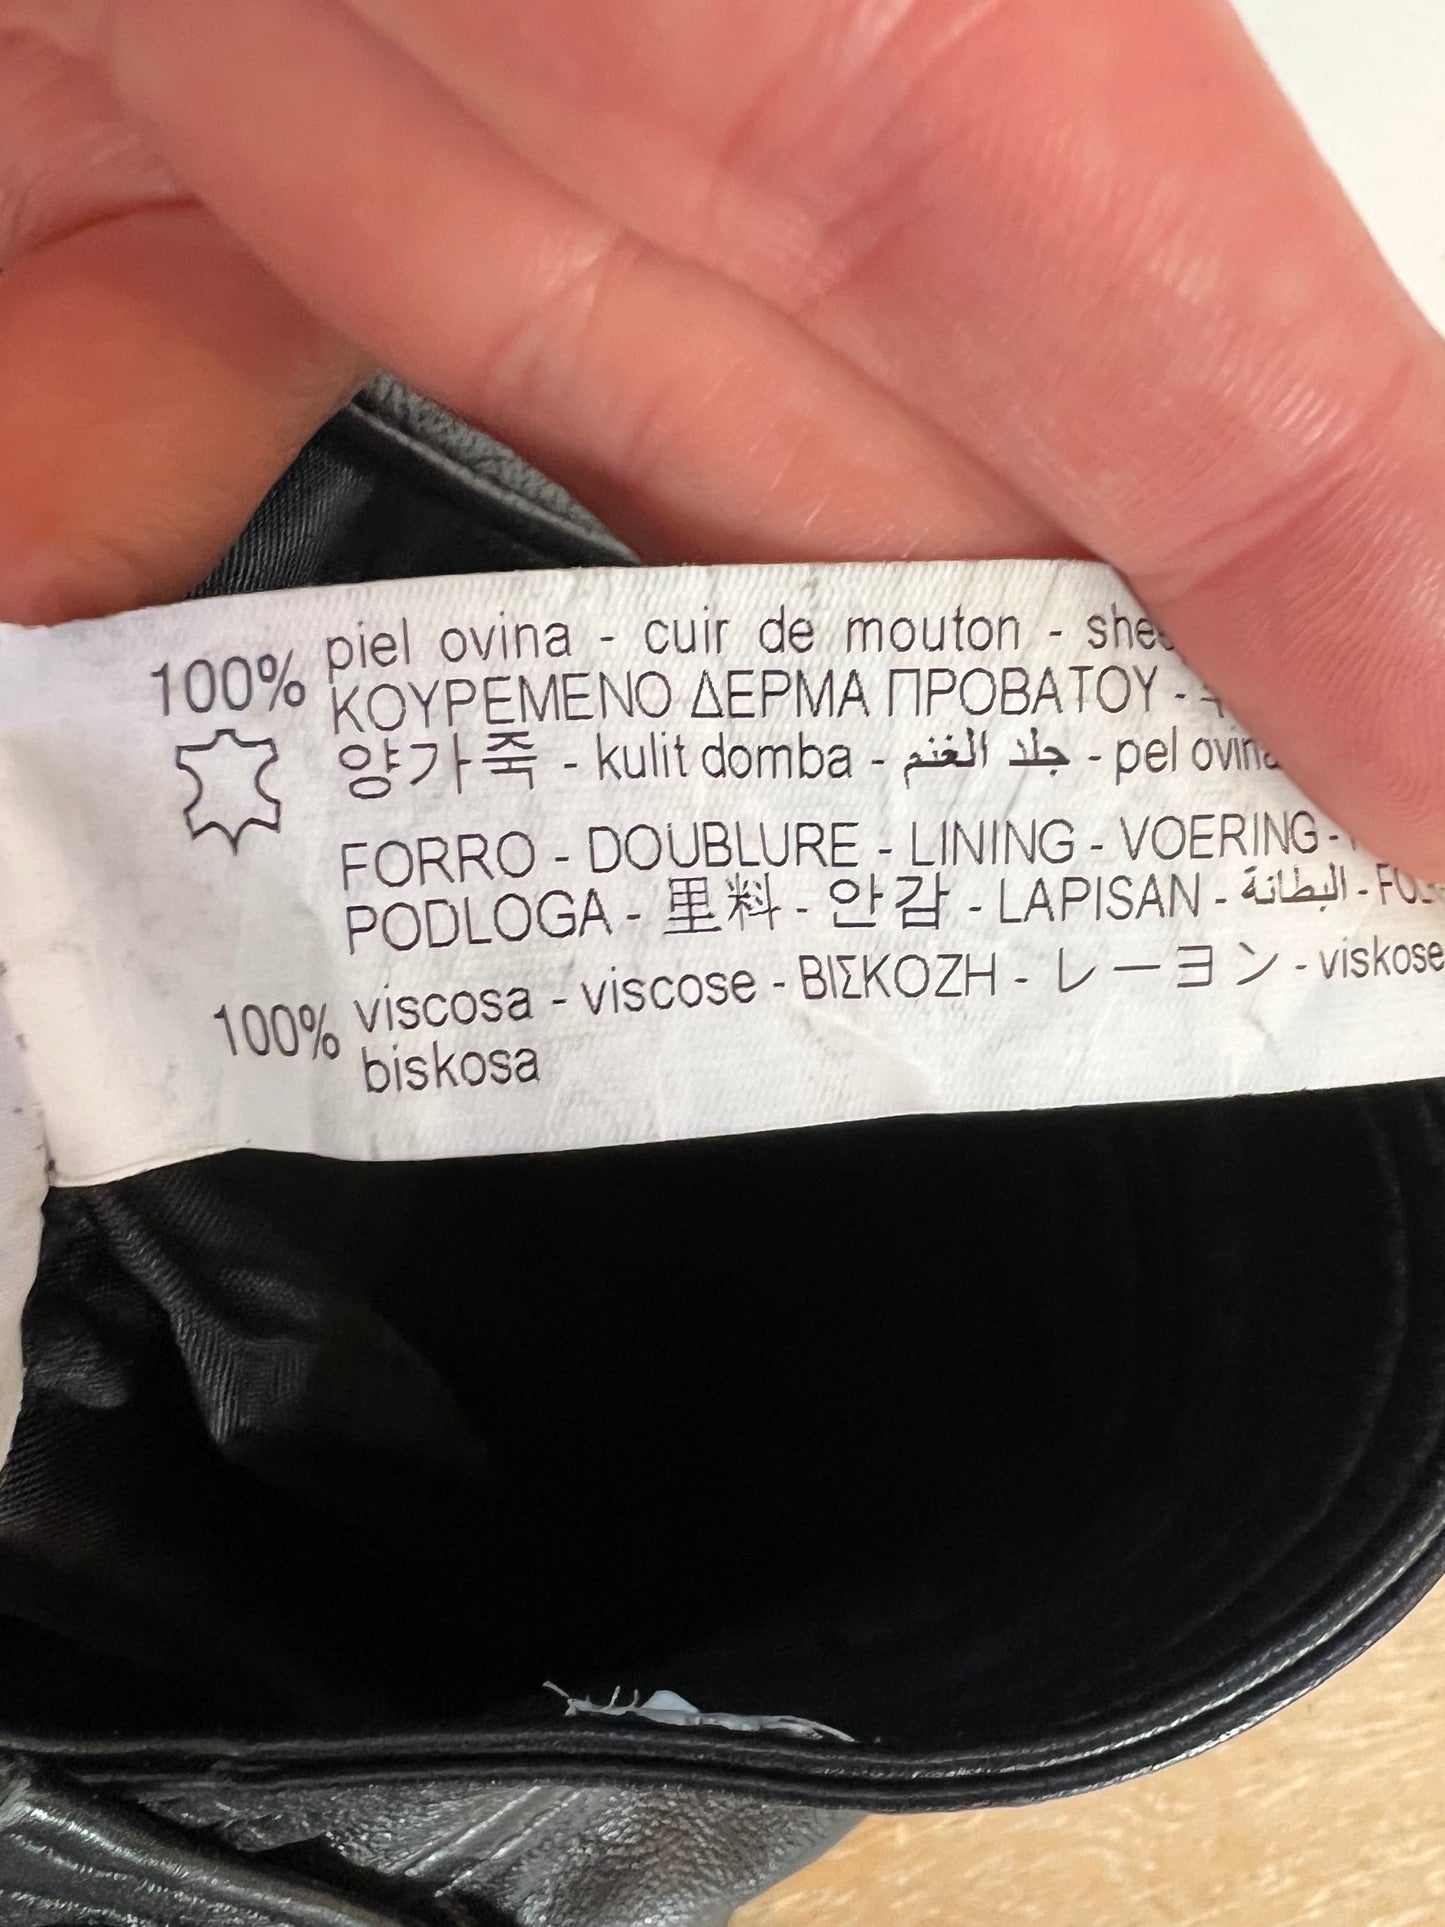 100% piel ovina - cuir de mouton -
ΚΟΥΡΕΜΕΝΟ ΔΕΡΜΑ ΠΡΟΒΑΤΟΥ -
양가죽 - kulit domba - جلد الغنم - pel ovina
FORRO - DOUBLURE - LINING - VOERING -
PODLOGA - 里料 - 안감 - LAPISAN - البطانة -
100% viscosa - viscose - ΒΙΣΚΟΖΗ - レーヨン - viskose
biskosa